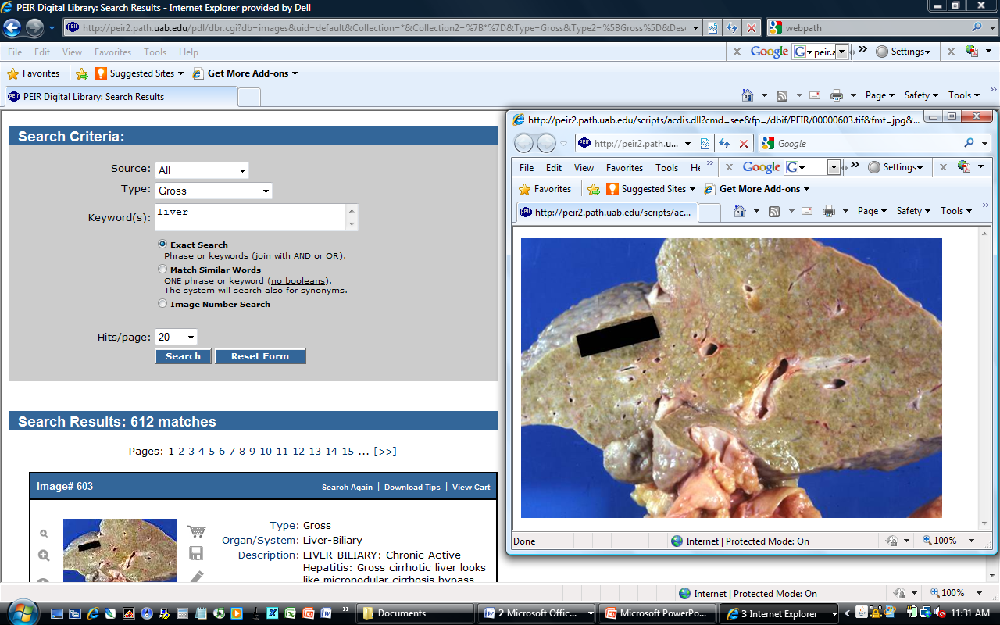 PEIR Digital Library: Search Results - Internet Explorer provided by Dell
http://peir2.path.uab.edu/pdl/dbr.cgi?db=images&uid=default&Collection=*&Collection2=%7B*%7D&Type=Gross&Type2=%5BGross%5D&Des
webpath
File Edit View Favorites Tools Help
Google peir.a Settings
Favorites Suggested Sites Get More Add-ons
PEIR Digital Library: Search Results
Page Safety Tools
Search Criteria:
Source: All
Type: Gross
Keyword(s): liver
Exact Search
Phrase or keywords (join with AND or OR).
Match Similar Words
ONE phrase or keyword (no booleans).
The system will search also for synonyms.
Image Number Search
Hits/page: 20
Search Reset Form
Search Results: 612 matches
Pages: 1 2 3 4 5 6 7 8 9 10 11 12 13 14 15 ... [>>]
Image# 603
Search Again | Download Tips | View Cart
Type: Gross
Organ/System: Liver-Biliary
Description: LIVER-BILIARY: Chronic Active
Hepatitis: Gross cirrhotic liver looks
like micronodular cirrhosis bypass
http://peir2.path.uab.edu/scripts/acdis.dll?cmd=see&fp=/dbif/PEIR/00000603.tif&fmt=jpg&...
http://peir2.path.u...
Google
File Edit View Favorites Tools He
Google Settings
Favorites Suggested Sites Get More Add-ons
http://peir2.path.uab.edu/scripts/ac...
Page Safety Tools
Done
Internet | Protected Mode: On
100%
Internet | Protected Mode: On
100%
Documents
2 Microsoft Offic...
Microsoft PowerPo...
3 Internet Explorer
11:31 AM